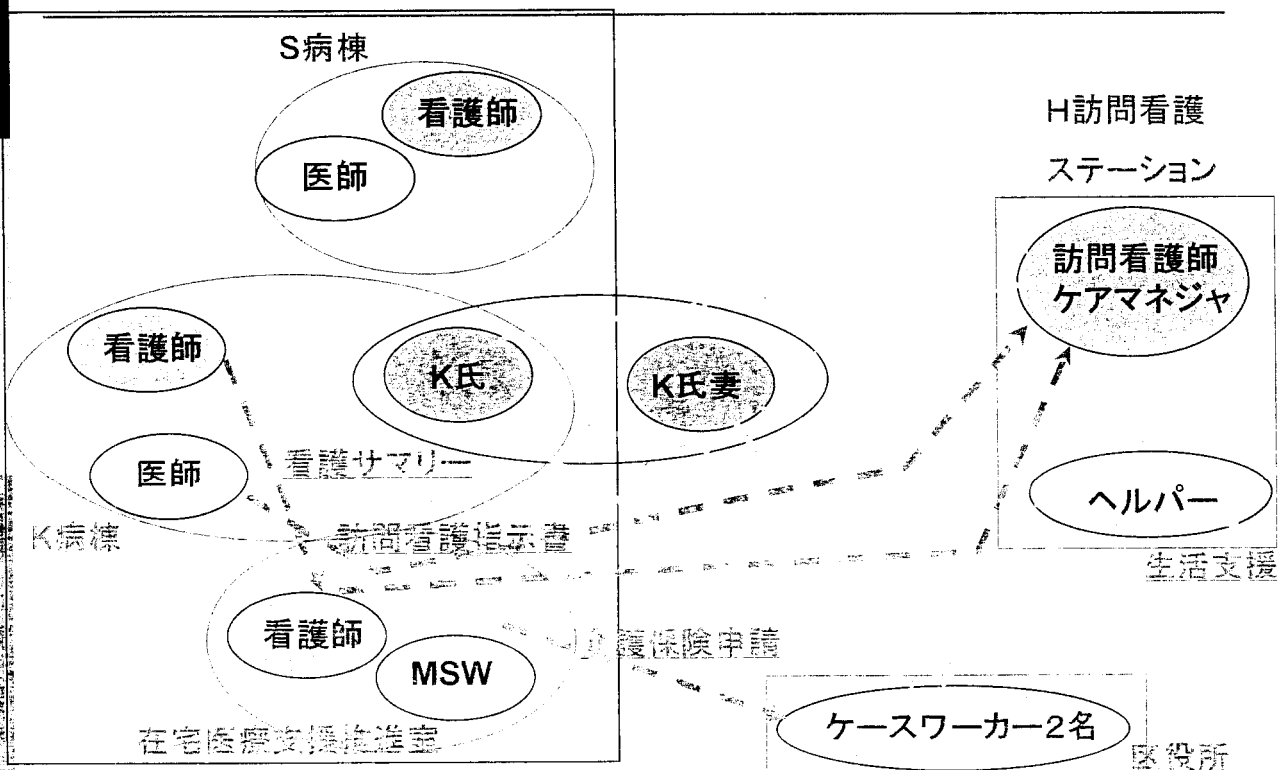 S病棟
看護師
医師
H訪問看護
ステーション
訪問看護師
ケアマネジャ
看護師
K氏
K氏妻
医師
看護サマリー
ヘルパー
K病棟
訪問看護指示書
生活支援
看護師
介護保険申請
MSW
ケースワーカー2名
在宅医療支援推進室
区役所